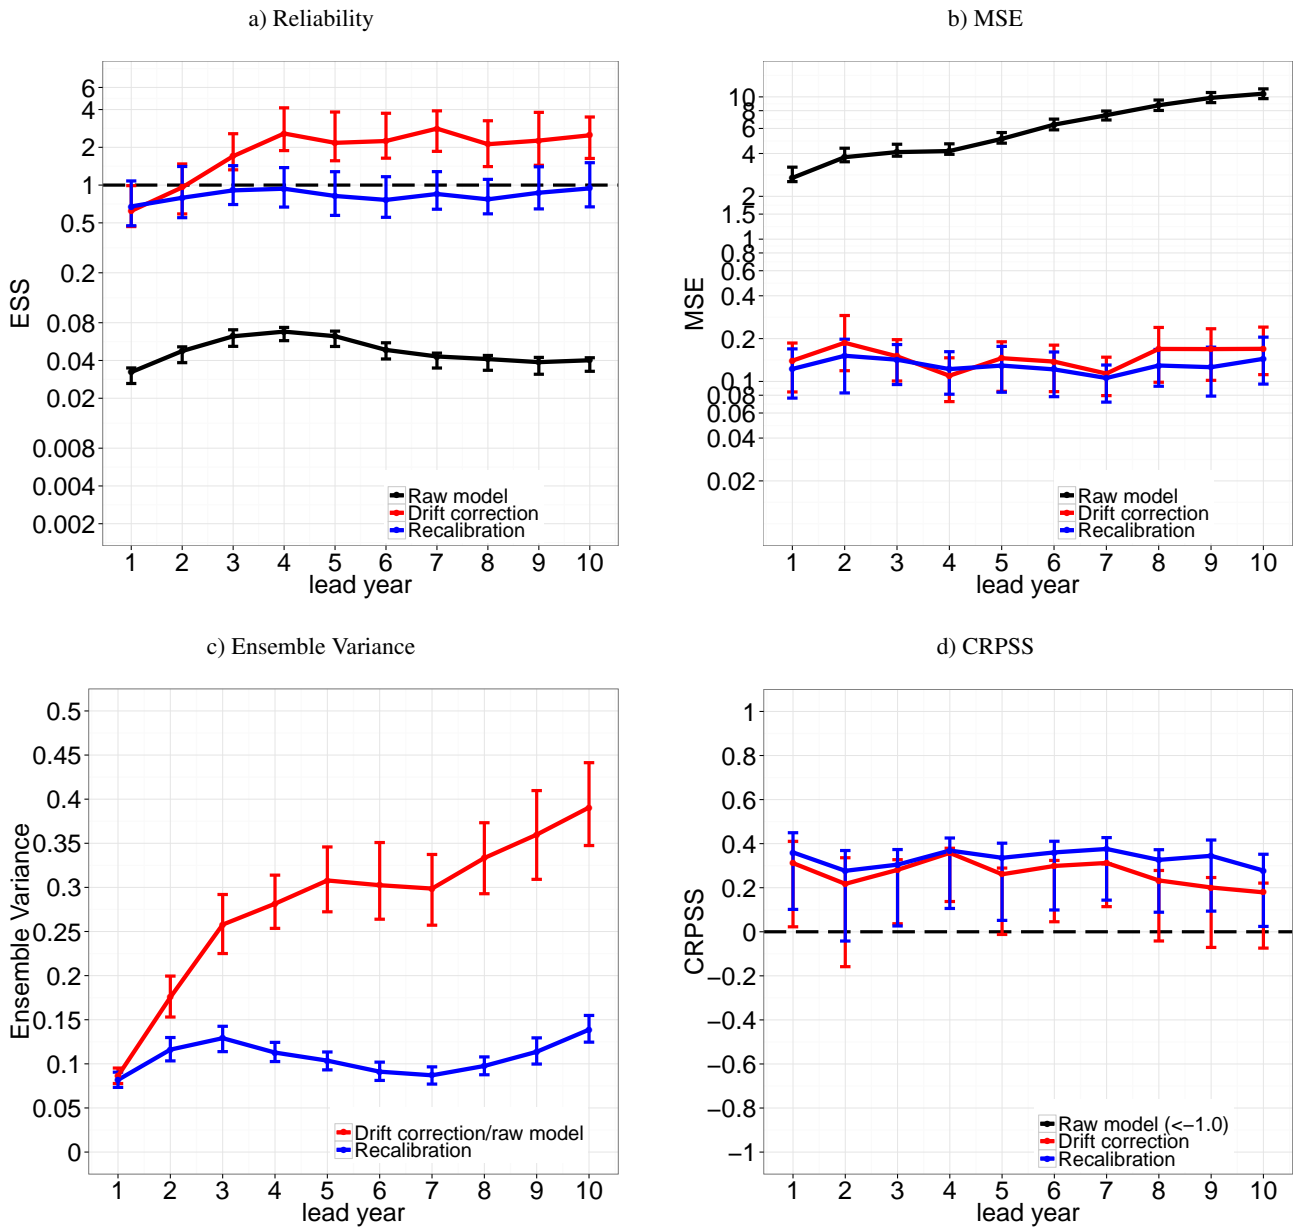 a) Reliability
6
4
2
1
0.5
0.2
0.08
0.04
0.02
0.008
0.004
0.002
ESS
Raw model
Drift correction
Recalibration
1 2 3 4 5 6 7 8 9 10
lead year
b) MSE
10
8
6
4
2
1.5
1
0.8
0.6
0.4
0.2
0.1
0.08
0.06
0.04
0.02
MSE
Raw model
Drift correction
Recalibration
1 2 3 4 5 6 7 8 9 10
lead year
c) Ensemble Variance
0.5
0.45
0.4
0.35
0.3
0.25
0.2
0.15
0.1
0.05
0
Ensemble Variance
Drift correction/raw model
Recalibration
1 2 3 4 5 6 7 8 9 10
lead year
d) CRPSS
1
0.8
0.6
0.4
0.2
0
−0.2
−0.4
−0.6
−0.8
−1
CRPSS
Raw model (<−1.0)
Drift correction
Recalibration
1 2 3 4 5 6 7 8 9 10
lead year